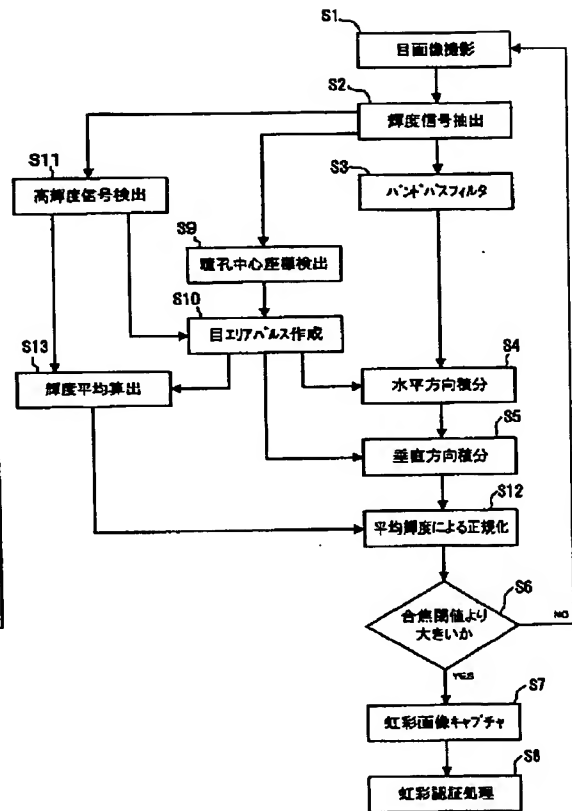 S1
目画像撮影
S2
輝度信号抽出
S11
高輝度信号検出
S3
バンドパスフィルタ
S9
瞳孔中心座標検出
S10
目エリアパルス作成
S13
輝度平均算出
S4
水平方向積分
S5
垂直方向積分
S12
平均輝度による正規化
S6
合焦閾値より
大きいか
NO
YES
S7
虹彩画像キャプチャ
S8
虹彩認証処理